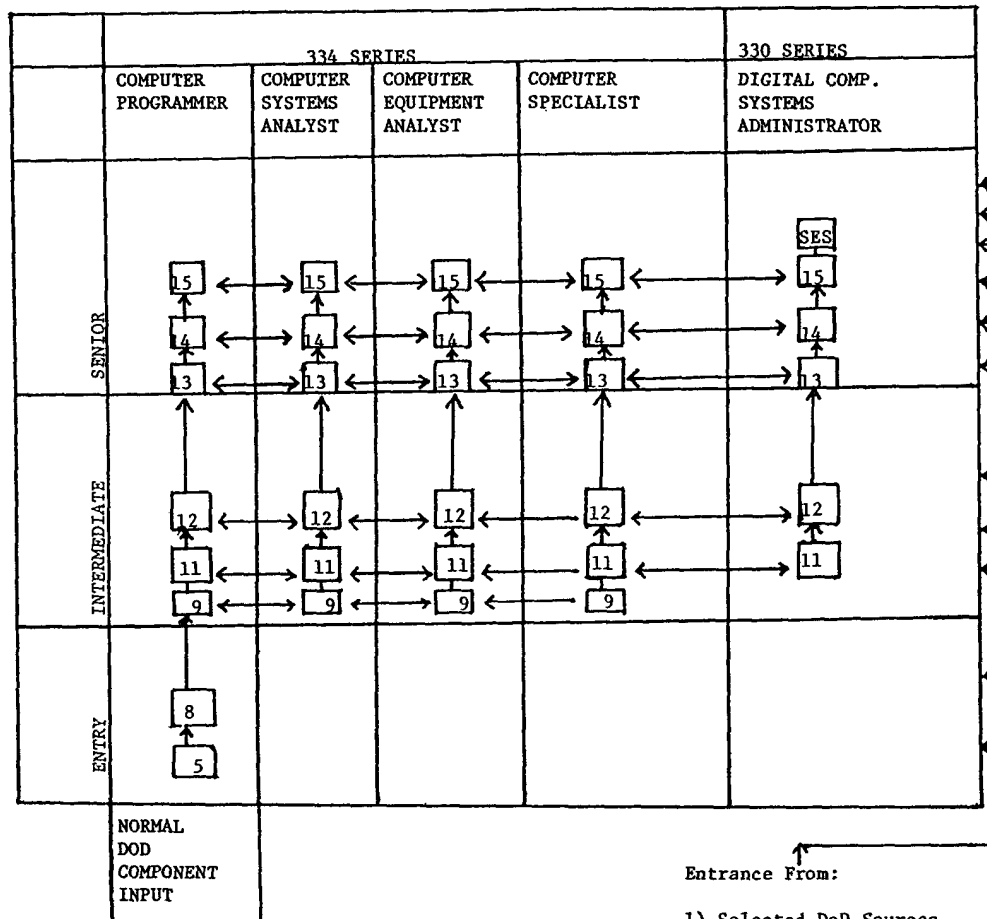 334 SERIES
330 SERIES
COMPUTER
PROGRAMMER
COMPUTER
SYSTEMS
ANALYST
COMPUTER
EQUIPMENT
ANALYST
COMPUTER
SPECIALIST
DIGITAL COMP.
SYSTEMS
ADMINISTRATOR
SENIOR
SES
15 15 15 15 15
14 14 14 14 14
13 13 13 13 13
INTERMEDIATE
12 12 12 12 12
11 11 11 11 11
9 9 9 9
ENTRY
8
5
NORMAL
DOD
COMPONENT
INPUT
Entrance From:
1) Selected DoD Sources